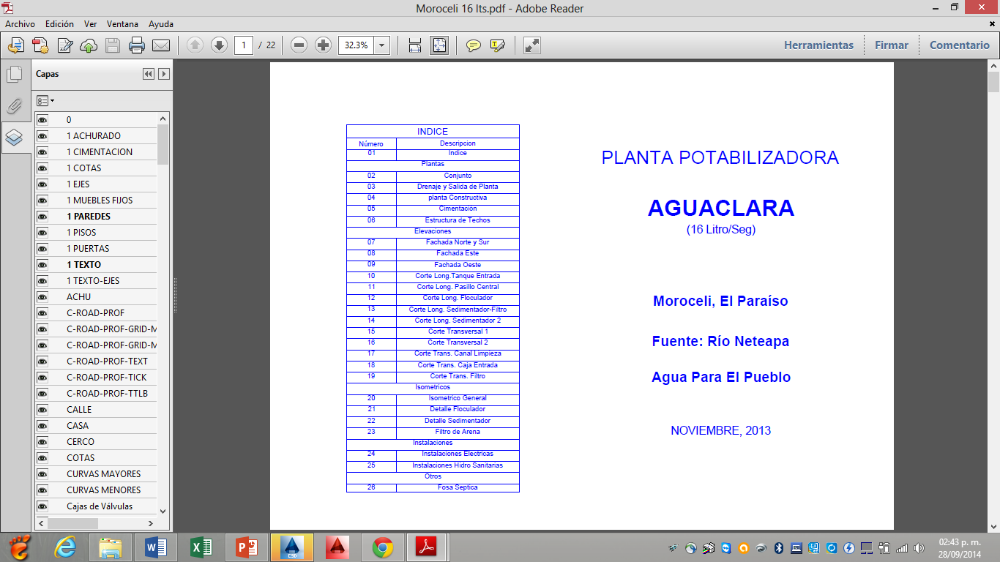 Moroceli 16 lts.pdf - Adobe Reader
Archivo Edición Ver Ventana Ayuda
1 / 22 32.3% Herramientas Firmar Comentario
Capas
0
1 ACHURADO
1 CIMENTACION
1 COTAS
1 EJES
1 MUEBLES FIJOS
1 PAREDES
1 PISOS
1 PUERTAS
1 TEXTO
1 TEXTO-EJES
ACHU
C-ROAD-PROF
C-ROAD-PROF-GRID-M
C-ROAD-PROF-GRID-M
C-ROAD-PROF-TEXT
C-ROAD-PROF-TICK
C-ROAD-PROF-TTLB
CALLE
CASA
CERCO
COTAS
CURVAS MAYORES
CURVAS MENORES
Cajas de Válvulas
INDICE
Número Descripcion
01 Indice
Plantas
02 Conjunto
03 Drenaje y Salida de Planta
04 planta Constructiva
05 Cimentación
06 Estructura de Techos
Elevaciones
07 Fachada Norte y Sur
08 Fachada Este
09 Fachada Oeste
10 Corte Long.Tanque Entrada
11 Corte Long. Pasillo Central
12 Corte Long. Floculador
13 Corte Long. Sedimentador-Filtro
14 Corte Long. Sedimentador 2
15 Corte Transversal 1
16 Corte Transversal 2
17 Corte Trans. Canal Limpieza
18 Corte Trans. Caja Entrada
19 Corte Trans. Filtro
Isometricos
20 Isometrico General
21 Detalle Floculador
22 Detalle Sedimentador
23 Filtro de Arena
Instalaciones
24 Instalaciones Electricas
25 Instalaciones Hidro Sanitarias
Otros
26 Fosa Septica
PLANTA POTABILIZADORA
AGUACLARA
(16 Litro/Seg)
Moroceli, El Paraíso
Fuente: Río Neteapa
Agua Para El Pueblo
NOVIEMBRE, 2013
C3D
02:43 p. m.
28/09/2014